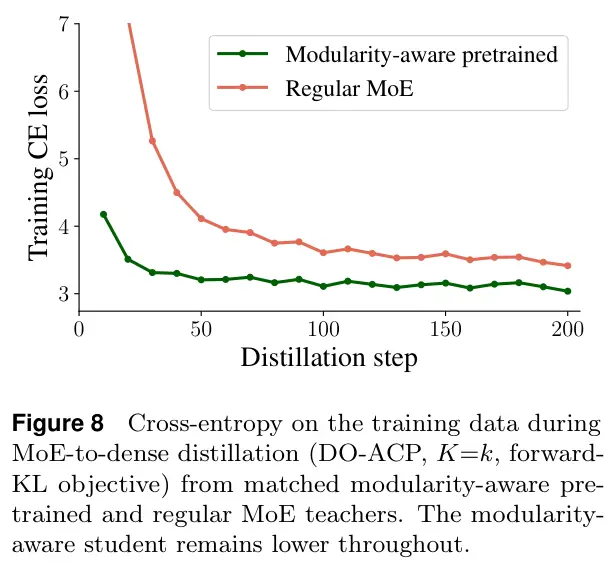 7
6
5
4
3
Training CE loss
Modularity-aware pretrained
Regular MoE
0 50 100 150 200
Distillation step
Figure 8 Cross-entropy on the training data during
MoE-to-dense distillation (DO-ACP, K=k, forward-
KL objective) from matched modularity-aware pre-
trained and regular MoE teachers. The modularity-
aware student remains lower throughout.